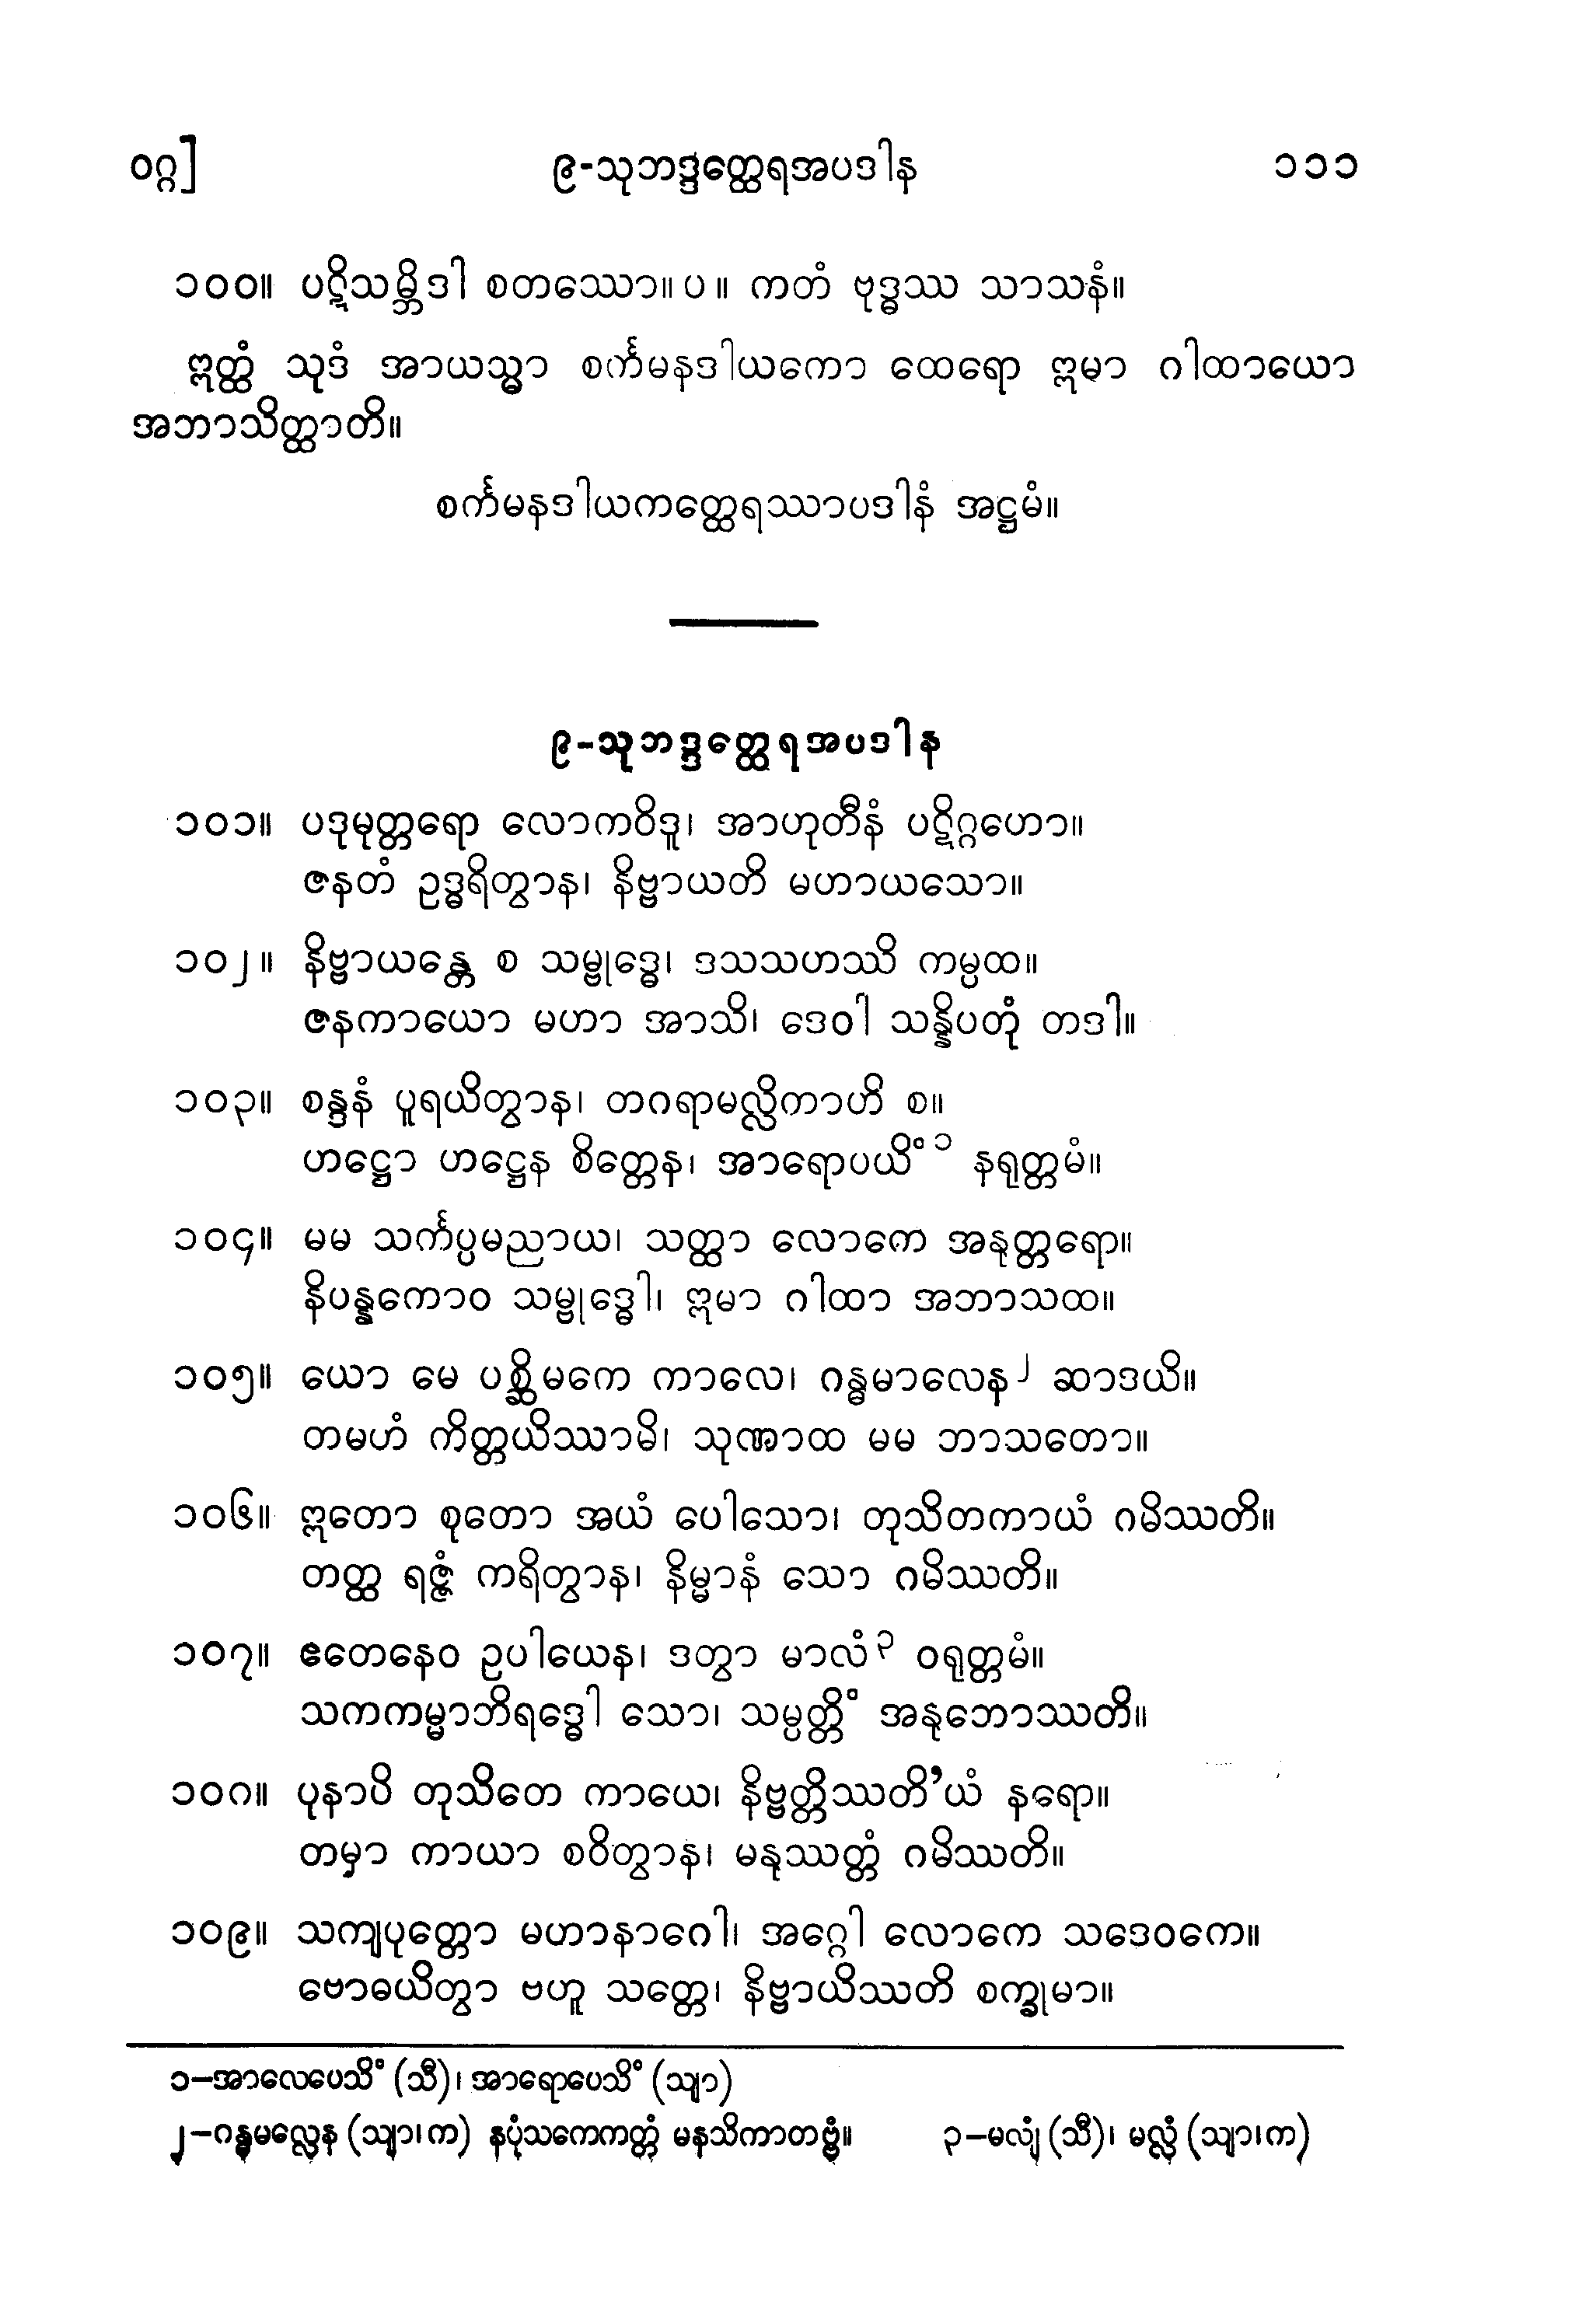 ဝဂ္ဂ] ၉-သုဘဒ္ဒတ္ထေရအပဒါန ၁၁၁
၁၀၀။ ပဋိသမ္ဘိဒါ စတဿော။ ပ ။ ကတံ ဗုဒ္ဓဿ သာသနံ။
ဣတ္ထံ သုဒံ အာယသ္မာ စင်္ကမနဒါယကော ထေရော ဣမာ ဂါထာယော
အဘာသိတ္ထာတိ။
စင်္ကမနဒါယကတ္ထေရဿာပဒါနံ အဋ္ဌမံ။
၉-သုဘဒ္ဒတ္ထေရအပဒါန
၁၀၁။ ပဒုမုတ္တရော လောကဝိဒူ၊ အာဟုတီနံ ပဋိဂ္ဂဟော။
ဇနတံ ဥဒ္ဓရိတွာန၊ နိဗ္ဗာယတိ မဟာယသော။
၁၀၂။ နိဗ္ဗာယန္တေ စ သမ္ဗုဒ္ဓေ၊ ဒသသဟဿိ ကမ္ပထ။
ဇနကာယော မဟာ အာသိ၊ ဒေဝါ သန္နိပတုံ တဒါ။
၁၀၃။ စန္ဒနံ ပူရယိတွာန၊ တဂရာမလ္လိကာဟိ စ။
ဟဋ္ဌော ဟဋ္ဌေန စိတ္တေန၊ အာရောပယိံ ၁ နရုတ္တမံ။
၁၀၄။ မမ သင်္ကပ္ပမညာယ၊ သတ္ထာ လောကေ အနုတ္တရော။
နိပန္နကောဝ သမ္ဗုဒ္ဓေါ၊ ဣမာ ဂါထာ အဘာသထ။
၁၀၅။ ယော မေ ပစ္ဆိမကေ ကာလေ၊ ဂန္ဓမာလေန ၂ ဆာဒယိ။
တမဟံ ကိတ္တယိဿာမိ၊ သုဏာထ မမ ဘာသတော။
၁၀၆။ ဣတော စုတော အယံ ပေါသော၊ တုသိတကာယံ ဂမိဿတိ။
တတ္ထ ရဇ္ဇံ ကရိတွာန၊ နိမ္မာနံ သော ဂမိဿတိ။
၁၀၇။ ဧတေနေဝ ဥပါယေန၊ ဒတွာ မာလံ ၃ ဝရုတ္တမံ။
သကကမ္မာဘိရဒ္ဓေါ သော၊ သမ္ပတ္တိံ အနုဘောဿတိ။
၁၀၈။ ပုနာပိ တုသိတေ ကာယေ၊ နိဗ္ဗတ္တိဿတိ’ယံ နရော။
တမှာ ကာယာ စဝိတွာန၊ မနုဿတ္တံ ဂမိဿတိ။
၁၀၉။ သကျပုတ္တော မဟာနာဂေါ၊ အဂ္ဂေါ လောကေ သဒေဝကေ။
ဗောဓယိတွာ ဗဟူ သတ္တေ၊ နိဗ္ဗာယိဿတိ စက္ခုမာ။
၁-အာလေပေသိံ (သီ)၊ အာရောပေသိံ (သျာ)
၂-ဂန္ဓမလ္လေန (သျာ၊က) နပုံသကေကတ္တံ မနသိကာတဗ္ဗံ။ ၃-မလျံ (သီ)၊ မလ္လံ (သျာ၊က)